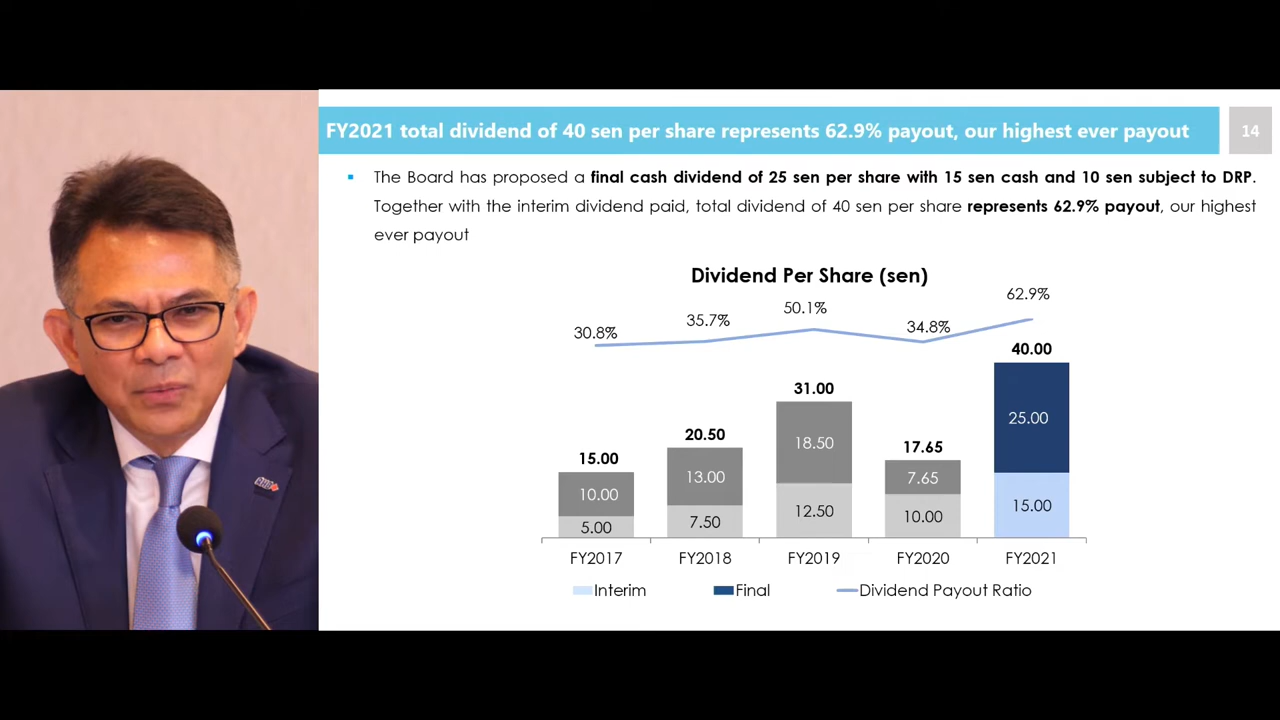 FY2021 total dividend of 40 sen per share represents 62.9% payout, our highest ever payout
14
▪ The Board has proposed a final cash dividend of 25 sen per share with 15 sen cash and 10 sen subject to DRP.
Together with the interim dividend paid, total dividend of 40 sen per share represents 62.9% payout, our highest
ever payout
Dividend Per Share (sen)
30.8% 35.7% 50.1% 34.8% 62.9%
15.00 20.50 31.00 17.65 40.00
10.00 13.00 18.50 7.65 25.00
5.00 7.50 12.50 10.00 15.00
FY2017 FY2018 FY2019 FY2020 FY2021
Interim Final Dividend Payout Ratio